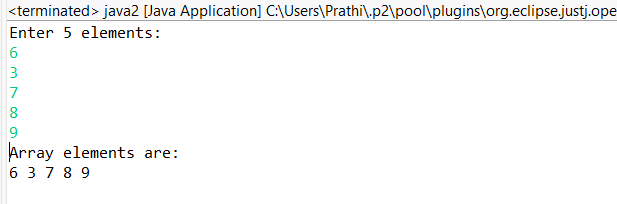 <terminated> java2 [Java Application] C:\Users\Prathi\.p2\pool\plugins\org.eclipse.justj.ope
Enter 5 elements:
6
3
7
8
9
Array elements are:
6 3 7 8 9